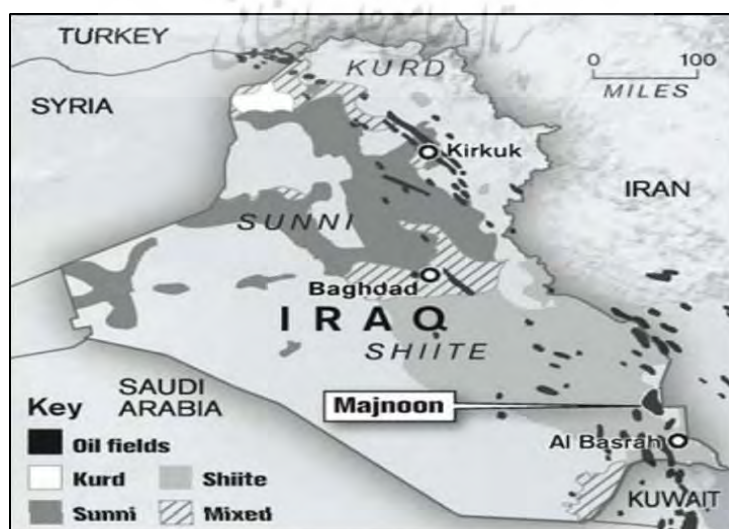 TURKEY
SYRIA
KURD
0 100
MILES
Kirkuk
IRAN
SUNNI
Baghdad
IRAQ
SHIITE
SAUDI
ARABIA
Majnoon
Al Basrah
KUWAIT
Key
Oil fields
Kurd Shiite
Sunni Mixed